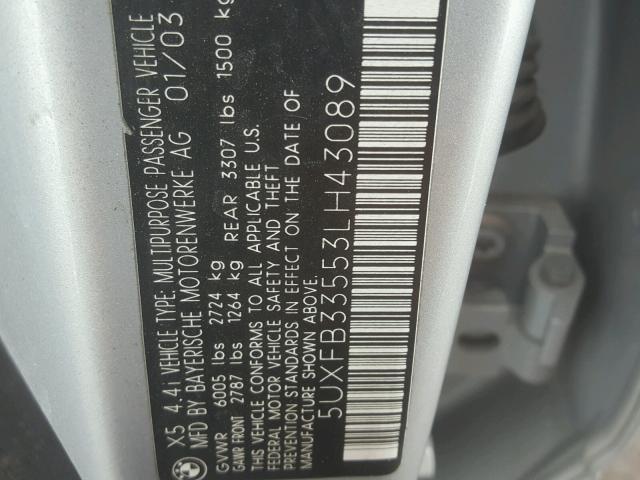 X5 4.4i VEHICLE TYPE: MULTIPURPOSE PASSENGER VEHICLE
MFD BY BAYERISCHE MOTORENWERKE AG 01/03
GVWR 6005 lbs 2724 kg
GAWR FRONT 2787 lbs 1264 kg REAR 3307 lbs 1500 kg
THIS VEHICLE CONFORMS TO ALL APPLICABLE U.S.
FEDERAL MOTOR VEHICLE SAFETY AND THEFT
PREVENTION STANDARDS IN EFFECT ON THE DATE OF
MANUFACTURE SHOWN ABOVE.
5UXFB33553LH43089